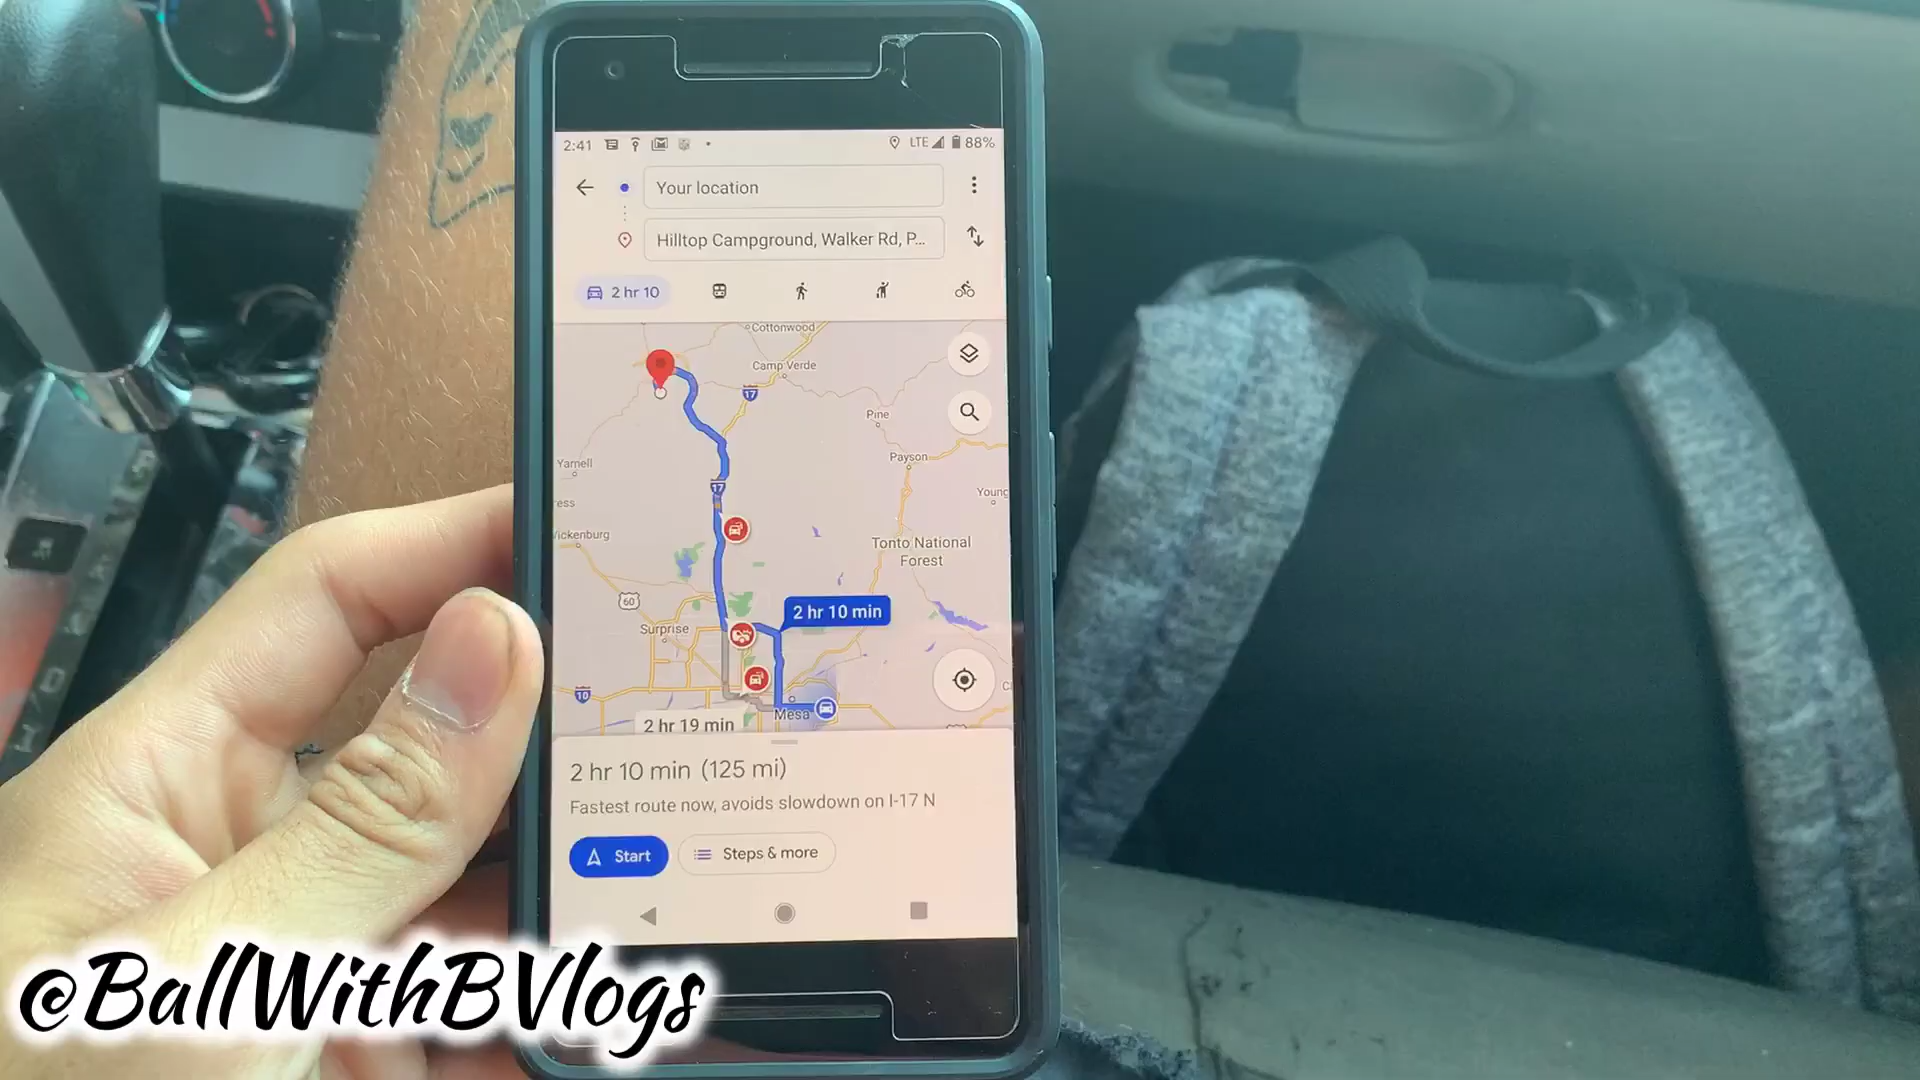 2:41
LTE 88%
Your location
Hilltop Campground, Walker Rd, P...
2 hr 10
Cottonwood
Camp Verde
17
Pine
Yarnell
Payson
ess
17
Young
Vickenburg
Tonto National
Forest
60
2 hr 10 min
Surprise
10
Mesa
2 hr 19 min
2 hr 10 min (125 mi)
Fastest route now, avoids slowdown on I-17 N
Start
Steps & more
@BallWithBVlogs